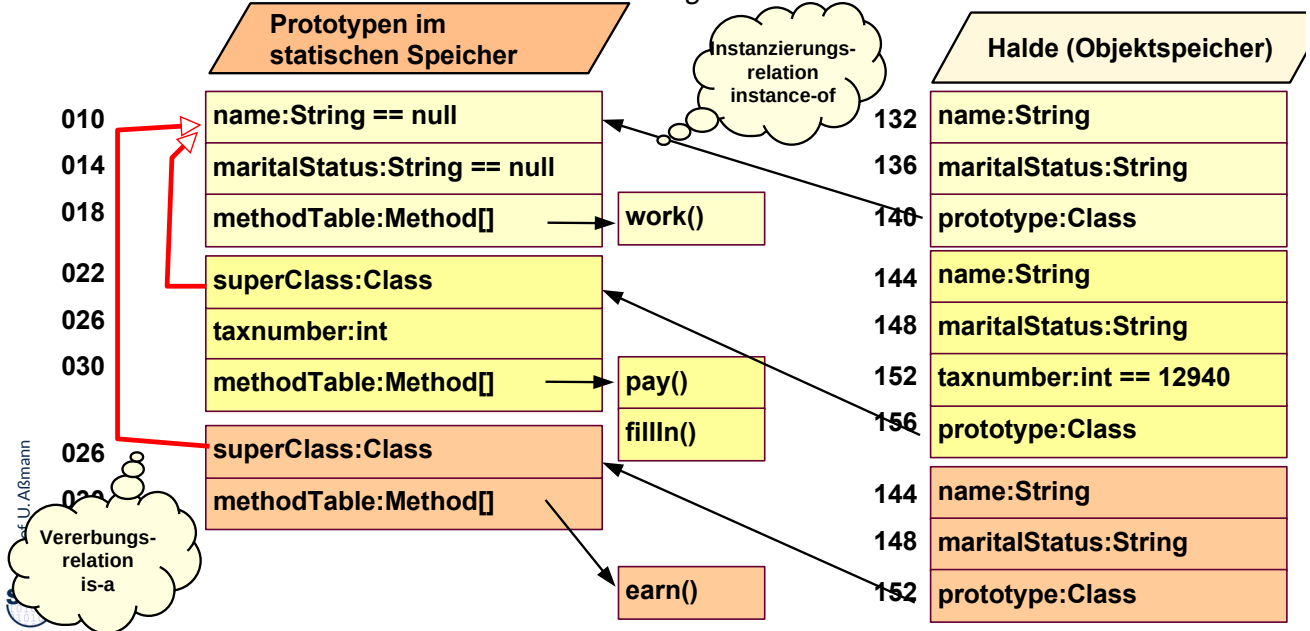 Prototypen im
statischen Speicher
Instanzierungs-
relation
instance-of
Halde (Objektspeicher)
010
name:String == null
014
maritalStatus:String == null
018
methodTable:Method[]
work()
022
superClass:Class
026
taxnumber:int
030
methodTable:Method[]
pay()
fillIn()
026
superClass:Class
methodTable:Method[]
earn()
132
name:String
136
maritalStatus:String
140
prototype:Class
144
name:String
148
maritalStatus:String
152
taxnumber:int == 12940
156
prototype:Class
144
name:String
148
maritalStatus:String
152
prototype:Class
Vererbungs-
relation
is-a
U. Aßmann